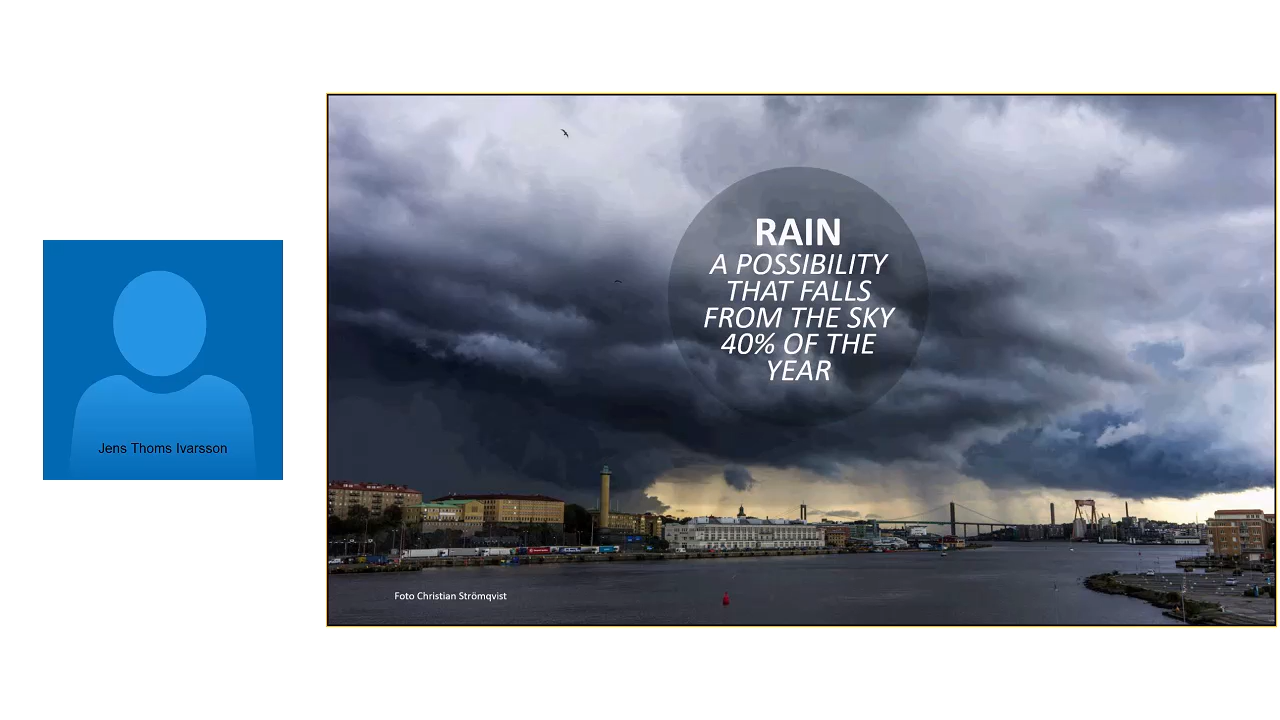 Jens Thoms Ivarsson
RAIN
A POSSIBILITY
THAT FALLS
FROM THE SKY
40% OF THE
YEAR
Foto Christian Strömqvist